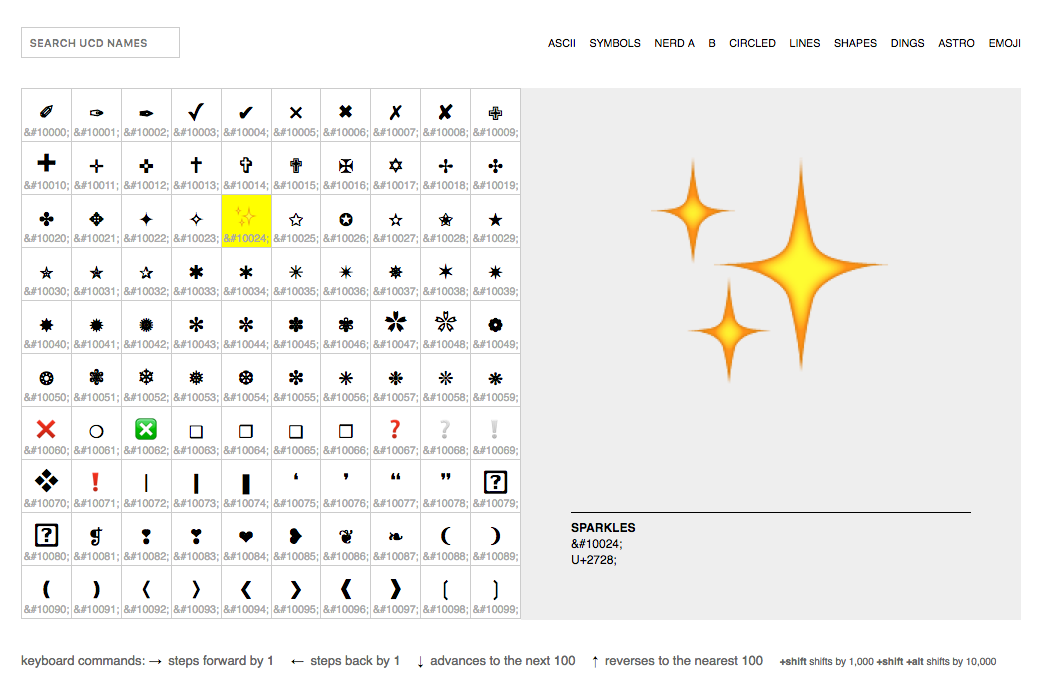 SEARCH UCD NAMES
ASCII SYMBOLS NERD A B CIRCLED LINES SHAPES DINGS ASTRO EMOJI
✐ ✑ ✒ ✓ ✔ ✕ ✖ ✗ ✘ ✙
&#10000; &#10001; &#10002; &#10003; &#10004; &#10005; &#10006; &#10007; &#10008; &#10009;
✚ ✛ ✜ ✝ ✞ ✟ ✠ ✡ ✢ ✣
&#10010; &#10011; &#10012; &#10013; &#10014; &#10015; &#10016; &#10017; &#10018; &#10019;
✤ ✥ ✦ ✧ ✨ ✩ ✪ ✫ ✬ ★
&#10020; &#10021; &#10022; &#10023; &#10024; &#10025; &#10026; &#10027; &#10028; &#10029;
✮ ✯ ✰ ✱ ✲ ✳ ✴ ✵ ✶ ✷
&#10030; &#10031; &#10032; &#10033; &#10034; &#10035; &#10036; &#10037; &#10038; &#10039;
✸ ✹ ✺ ✻ ✼ ✽ ✾ ✿ ❀ ❁
&#10040; &#10041; &#10042; &#10043; &#10044; &#10045; &#10046; &#10047; &#10048; &#10049;
❂ ❃ ❄ ❅ ❆ ❇ ❈ ❉ ❊ ❋
&#10050; &#10051; &#10052; &#10053; &#10054; &#10055; &#10056; &#10057; &#10058; &#10059;
❌ ❍ ❎ ❏ ❐ ❑ ❒ ❓ ❔ ❕
&#10060; &#10061; &#10062; &#10063; &#10064; &#10065; &#10066; &#10067; &#10068; &#10069;
❖ ❗ ❘ ❙ ❚ ❛ ❜ ❝ ❞ ⍰
&#10070; &#10071; &#10072; &#10073; &#10074; &#10075; &#10076; &#10077; &#10078; &#10079;
⍰ ❡ ❢ ❣ ❤ ❥ ❦ ❧ ❨ ❩
&#10080; &#10081; &#10082; &#10083; &#10084; &#10085; &#10086; &#10087; &#10088; &#10089;
❪ ❫ ❬ ❭ ❮ ❯ ❰ ❱ ❲ ❳
&#10090; &#10091; &#10092; &#10093; &#10094; &#10095; &#10096; &#10097; &#10098; &#10099;
SPARKLES
&#10024;
U+2728;
keyboard commands: → steps forward by 1 ← steps back by 1 ↓ advances to the next 100 ↑ reverses to the nearest 100 +shift shifts by 1,000 +shift +alt shifts by 10,000